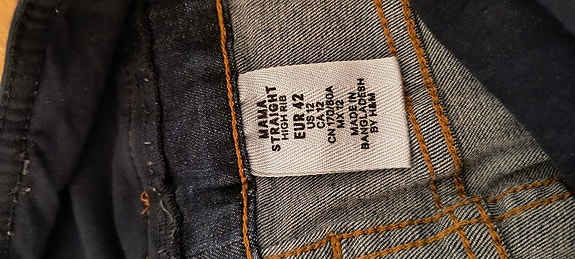 MAMA
STRAIGHT
HIGH RIB
EUR 42
US 12
CA 12
CN 170/80A
MX 12
MADE IN
BANGLADESH
BY H&M